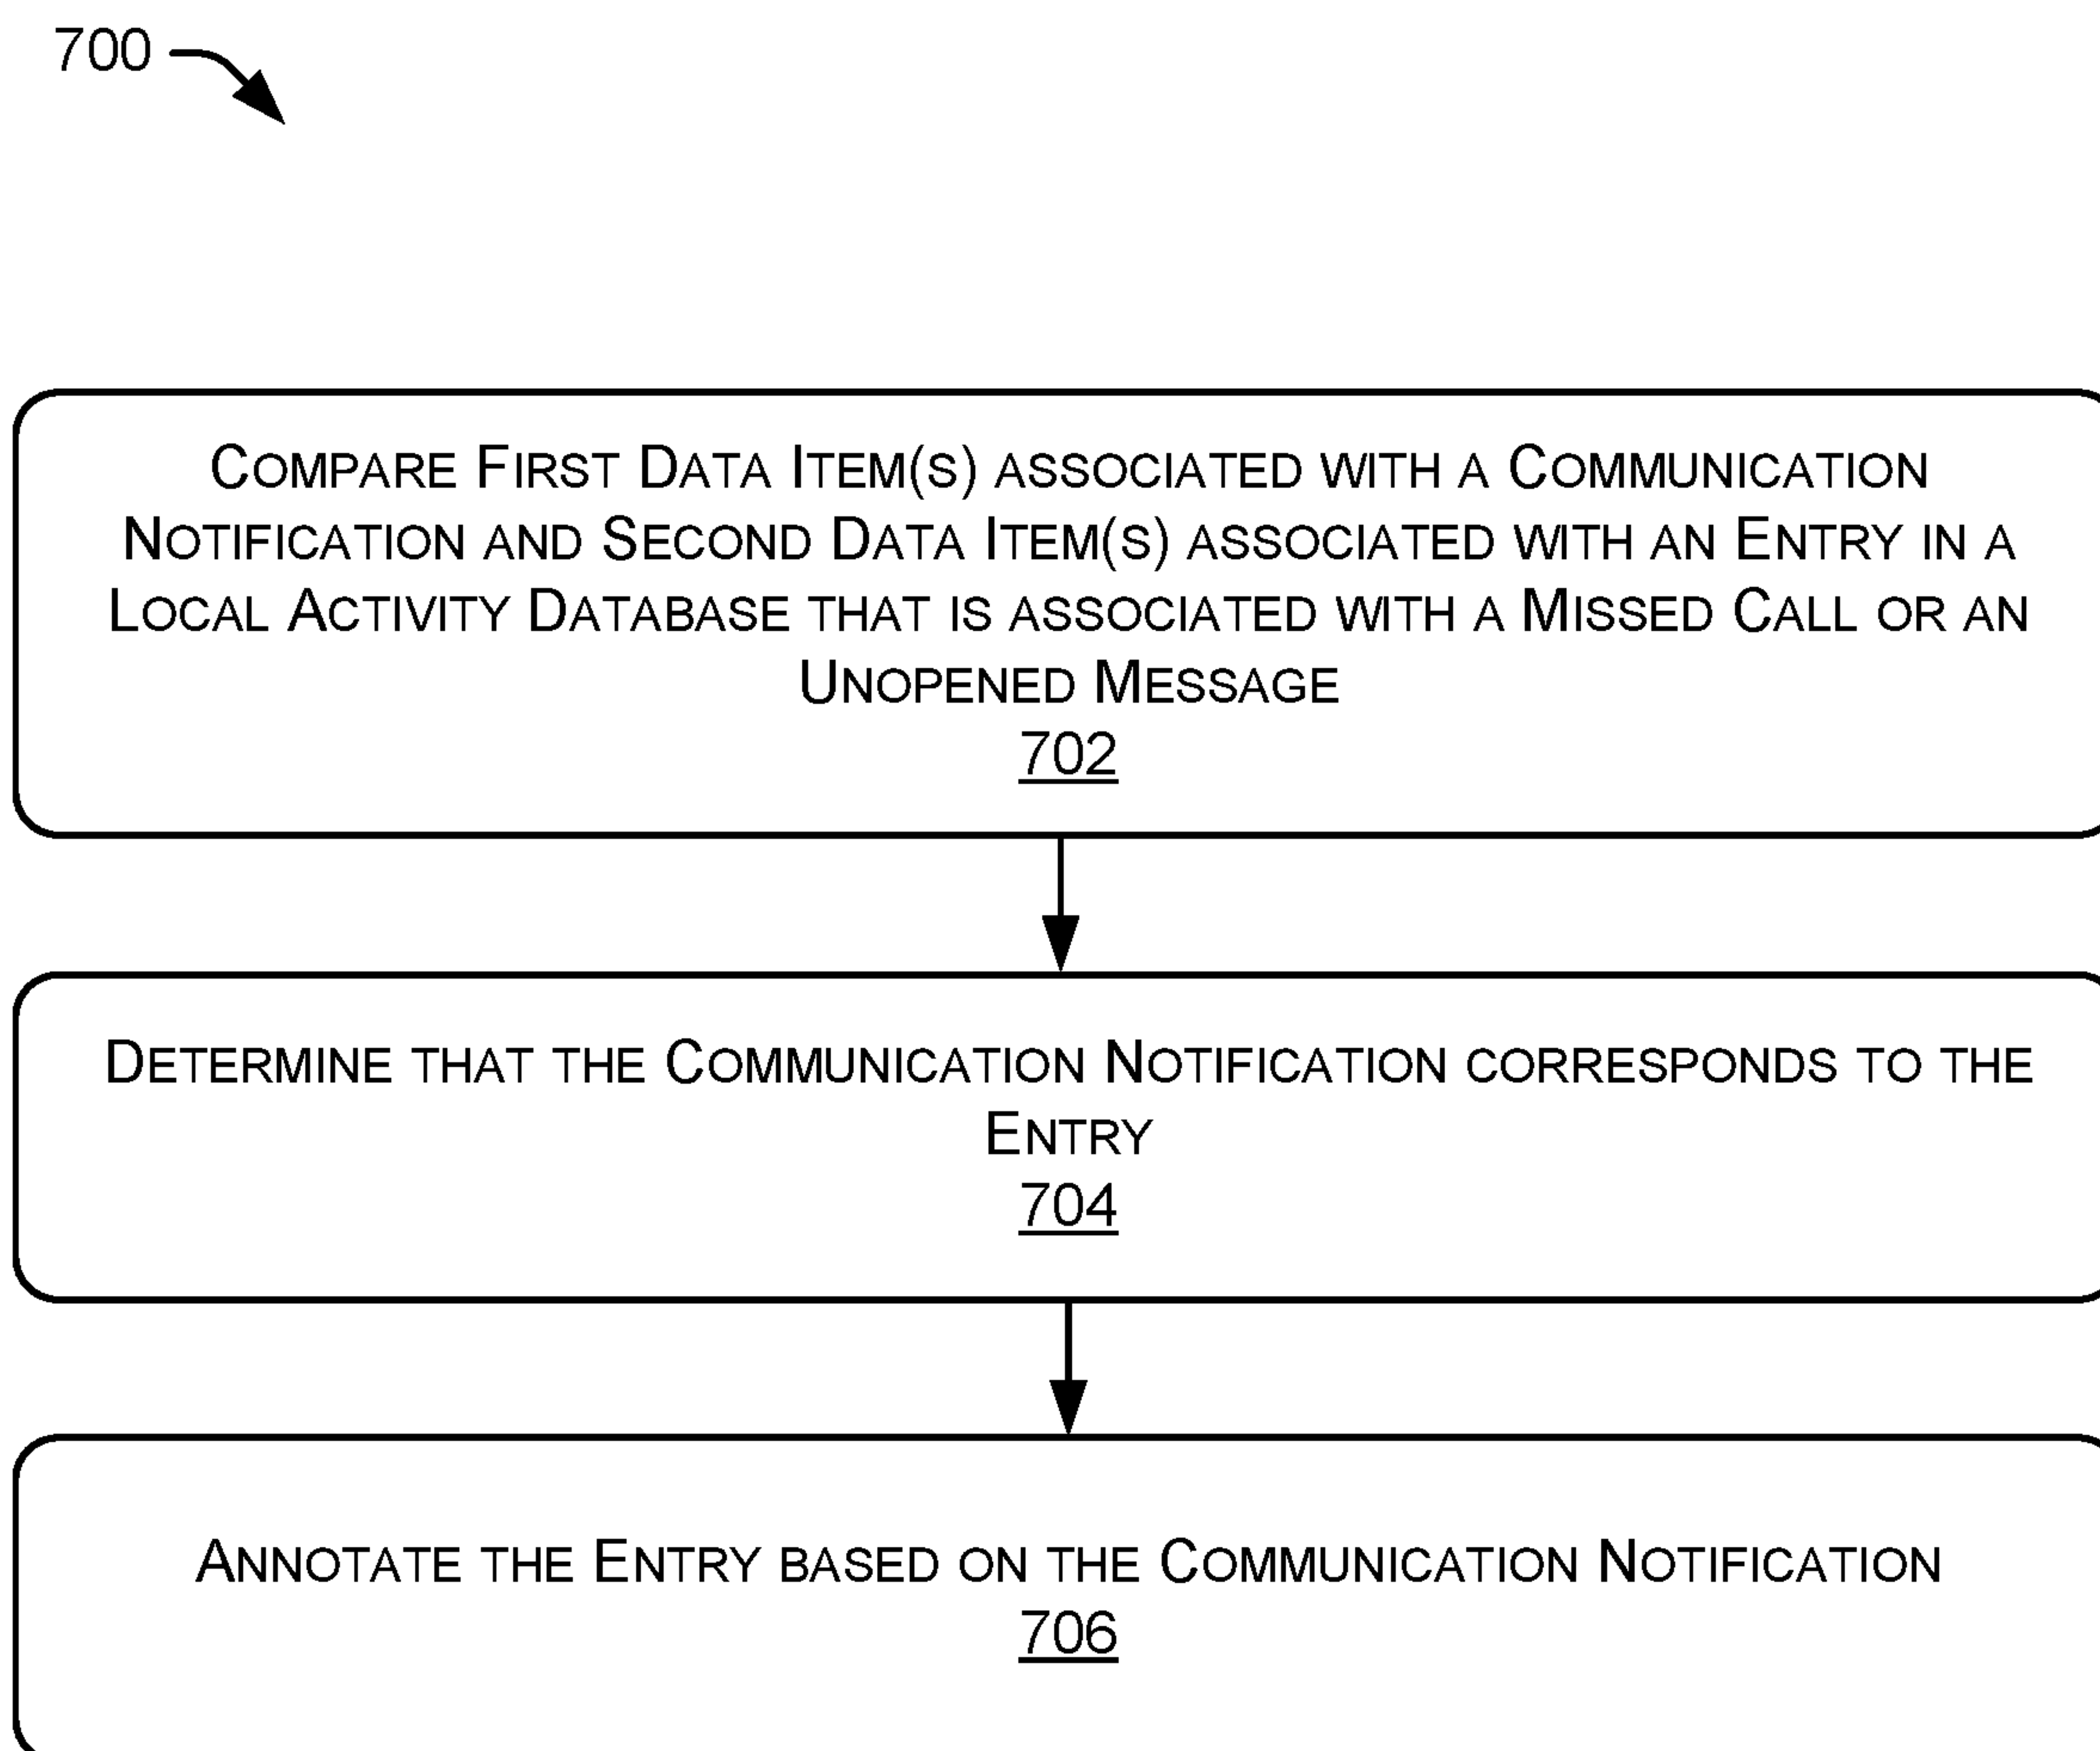 700
Compare First Data Item(s) associated with a Communication
Notification and Second Data Item(s) associated with an Entry in a
Local Activity Database that is associated with a Missed Call or an
Unopened Message
702
Determine that the Communication Notification corresponds to the
Entry
704
Annotate the Entry based on the Communication Notification
706